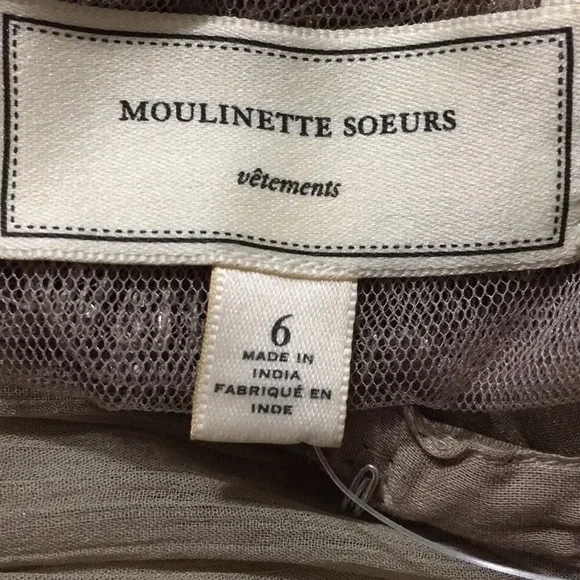 MOULINETTE SOEURS
vêtements
6
MADE IN
INDIA
FABRIQUÉ EN
INDE